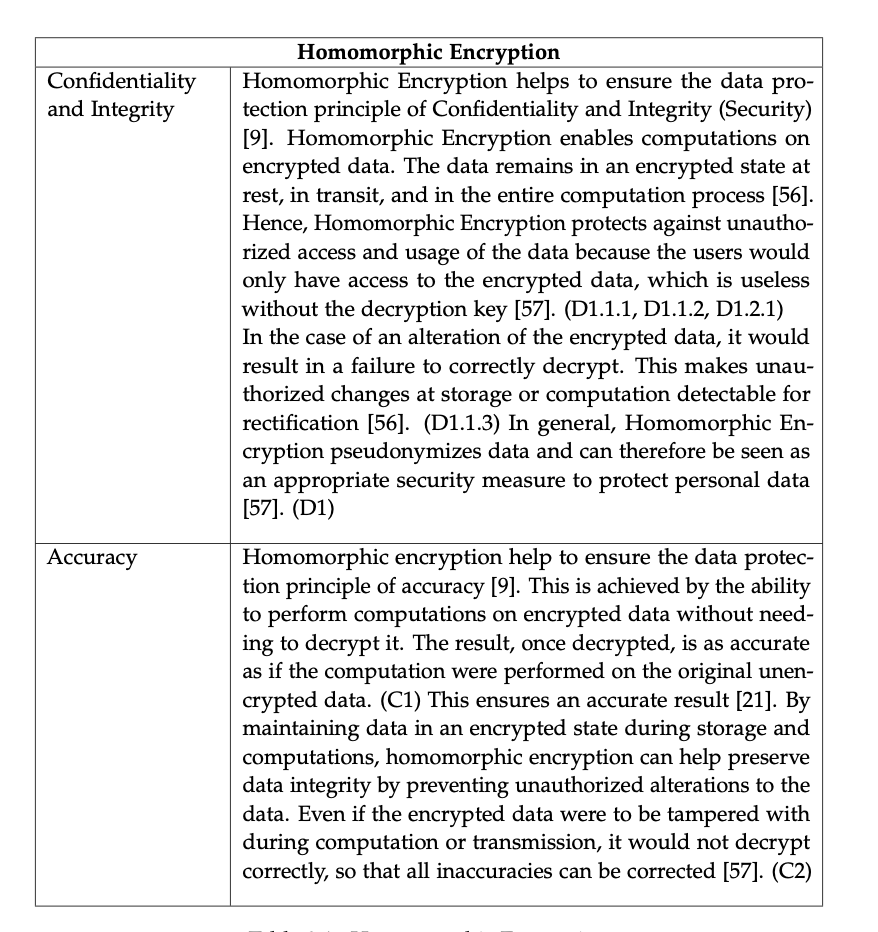 Homomorphic Encryption
Confidentiality
and Integrity
Homomorphic Encryption helps to ensure the data pro-
tection principle of Confidentiality and Integrity (Security)
[9]. Homomorphic Encryption enables computations on
encrypted data. The data remains in an encrypted state at
rest, in transit, and in the entire computation process [56].
Hence, Homomorphic Encryption protects against unautho-
rized access and usage of the data because the users would
only have access to the encrypted data, which is useless
without the decryption key [57]. (D1.1.1, D1.1.2, D1.2.1)
In the case of an alteration of the encrypted data, it would
result in a failure to correctly decrypt. This makes unau-
thorized changes at storage or computation detectable for
rectification [56]. (D1.1.3) In general, Homomorphic En-
cryption pseudonymizes data and can therefore be seen as
an appropriate security measure to protect personal data
[57]. (D1)
Accuracy
Homomorphic encryption help to ensure the data protec-
tion principle of accuracy [9]. This is achieved by the ability
to perform computations on encrypted data without need-
ing to decrypt it. The result, once decrypted, is as accurate
as if the computation were performed on the original unen-
crypted data. (C1) This ensures an accurate result [21]. By
maintaining data in an encrypted state during storage and
computations, homomorphic encryption can help preserve
data integrity by preventing unauthorized alterations to the
data. Even if the encrypted data were to be tampered with
during computation or transmission, it would not decrypt
correctly, so that all inaccuracies can be corrected [57]. (C2)